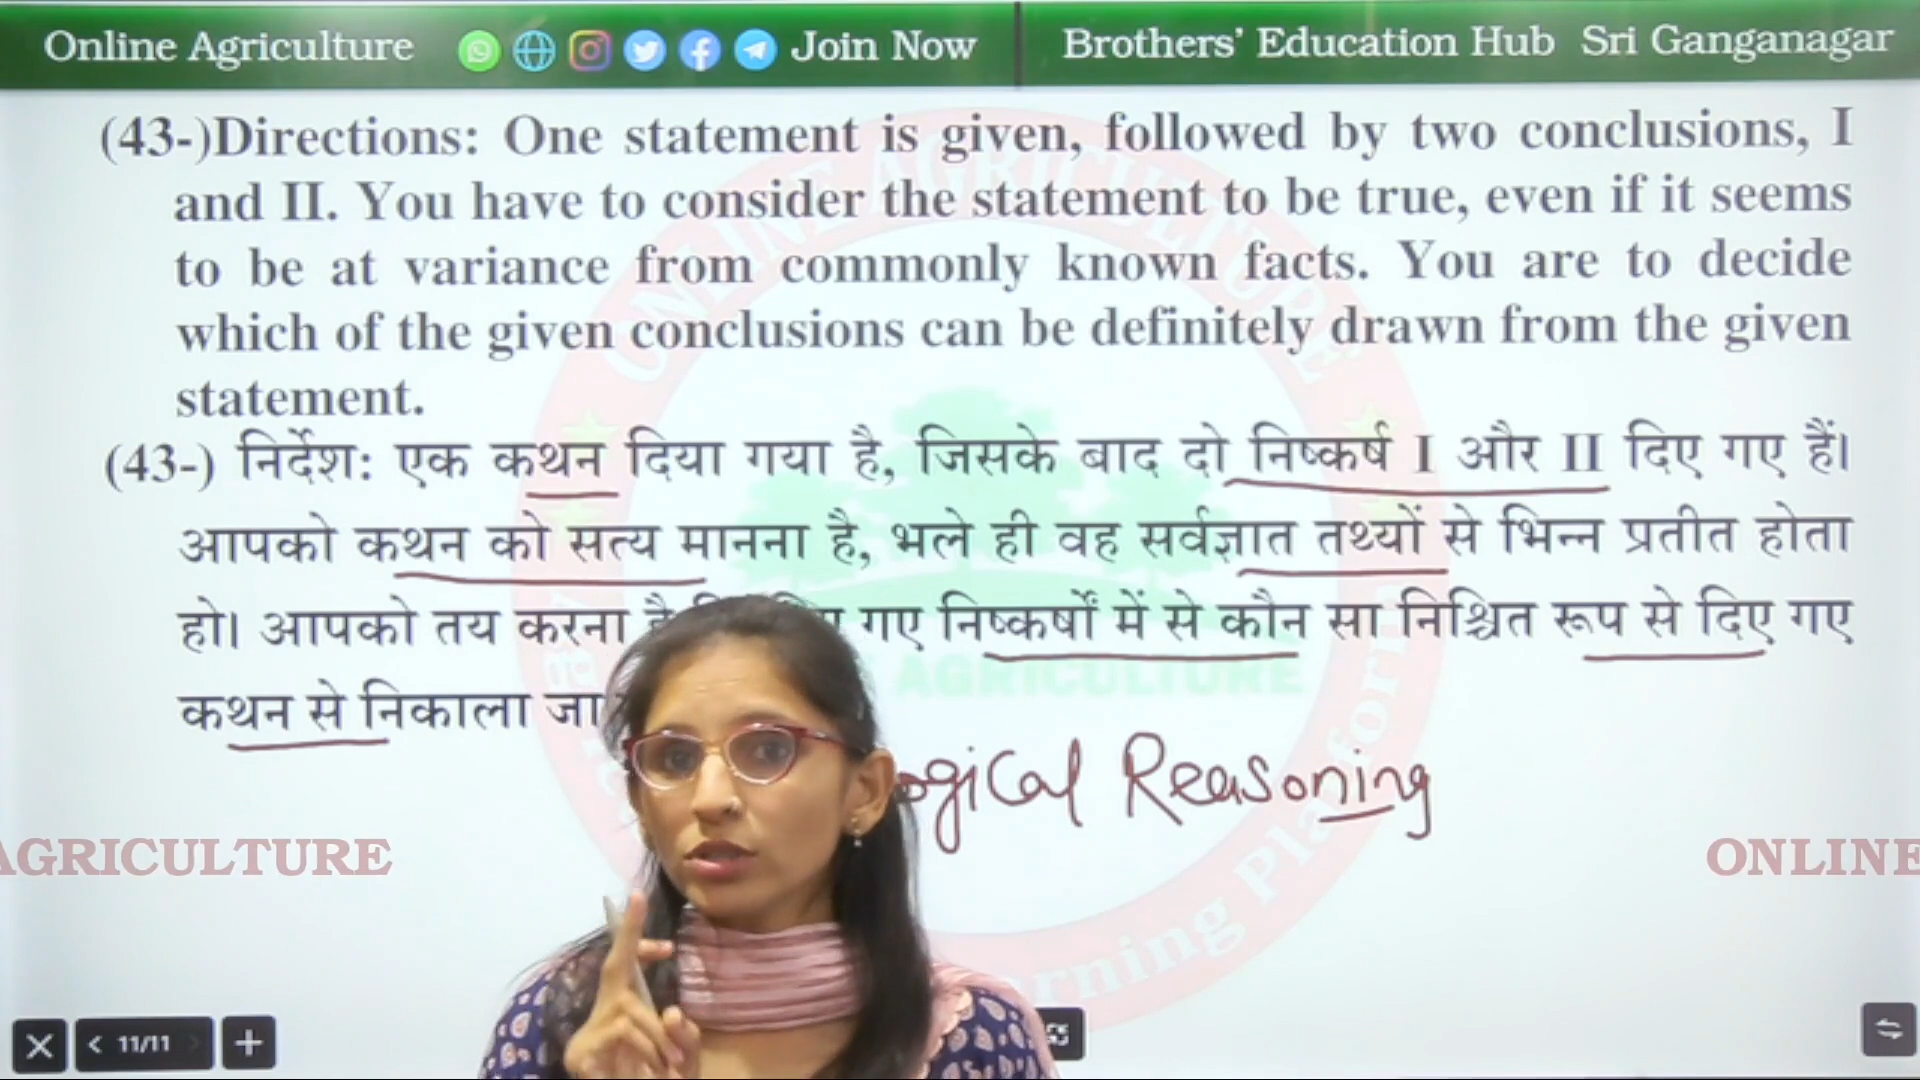 Online Agriculture
Join Now
Brothers' Education Hub Sri Ganganagar
(43-)Directions: One statement is given, followed by two conclusions, I
and II. You have to consider the statement to be true, even if it seems
to be at variance from commonly known facts. You are to decide
which of the given conclusions can be definitely drawn from the given
statement.
(43-) निर्देश: एक कथन दिया गया है, जिसके बाद दो निष्कर्ष I और II दिए गए हैं।
आपको कथन को सत्य मानना है, भले ही वह सर्वज्ञात तथ्यों से भिन्न प्रतीत होता
हो। आपको तय करना है गए निष्कर्षों में से कौन सा निश्चित रूप से दिए गए
कथन से निकाला जा
ogical Reasoning
AGRICULTURE
ONLINE
ONLINE AGRICULTURE
AGRICULTURE
11/11